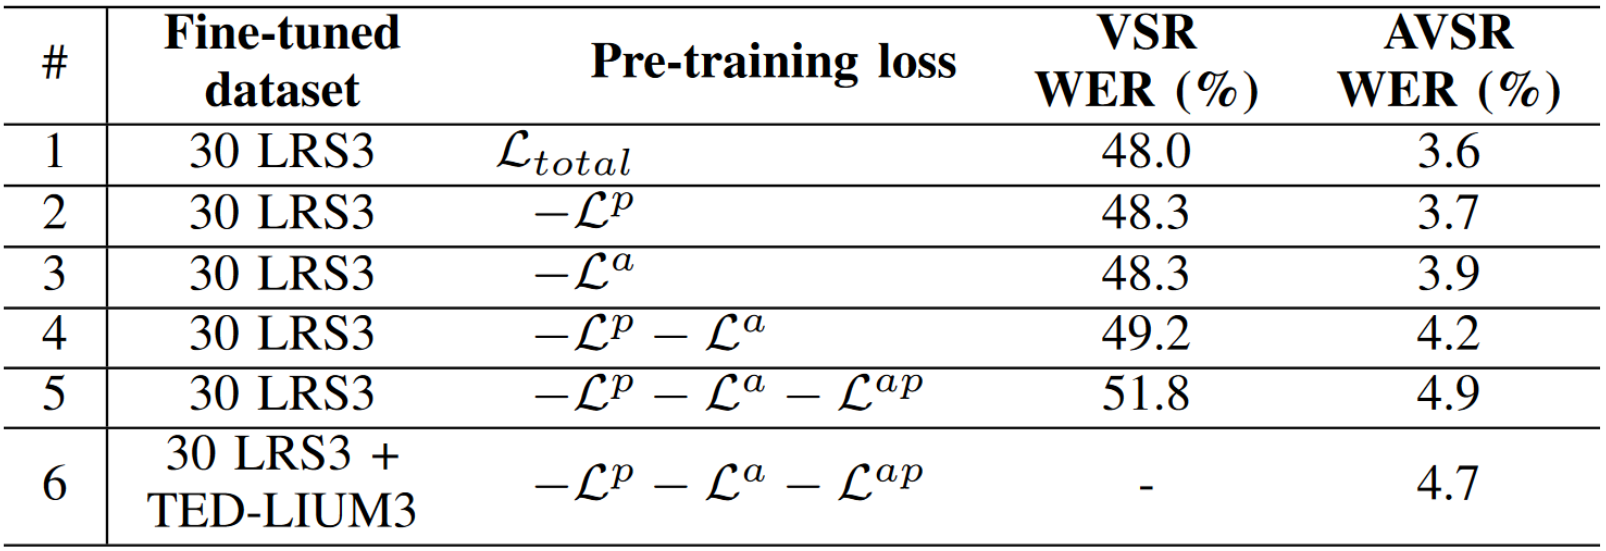 # Fine-tuned dataset Pre-training loss VSR WER (%) AVSR WER (%)
1 30 LRS3 ℒ_total 48.0 3.6
2 30 LRS3 −ℒ^p 48.3 3.7
3 30 LRS3 −ℒ^a 48.3 3.9
4 30 LRS3 −ℒ^p − ℒ^a 49.2 4.2
5 30 LRS3 −ℒ^p − ℒ^a − ℒ^ap 51.8 4.9
6 30 LRS3 + TED-LIUM3 −ℒ^p − ℒ^a − ℒ^ap - 4.7